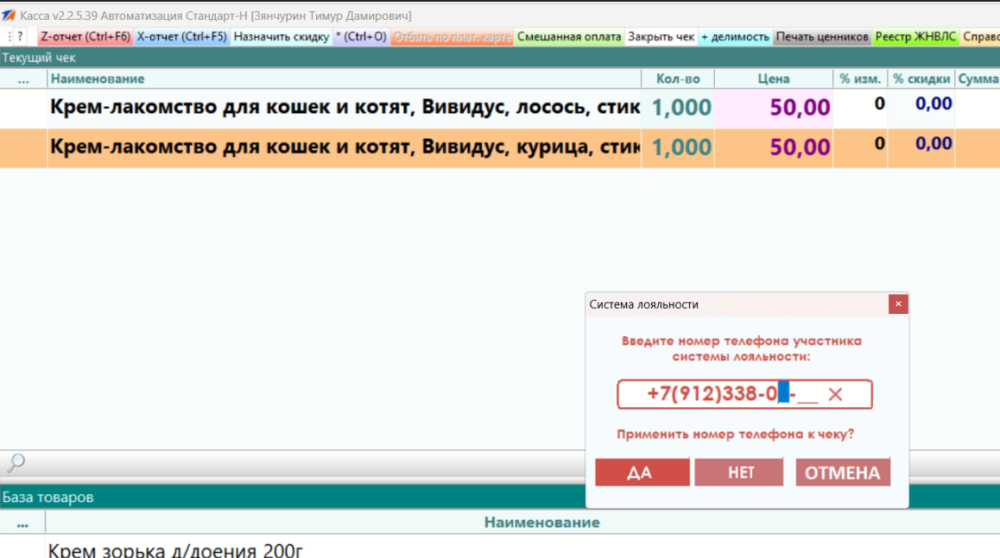 Касса v2.2.5.39 Автоматизация Стандарт-Н [Зянчурин Тимур Дамирович]
? Z-отчет (Ctrl+F6) X-отчет (Ctrl+F5) Назначить скидку * (Ctrl+O) Отбить по плат. карте Смешанная оплата Закрыть чек + делимость Печать ценников Реестр ЖНВЛС Справо
Текущий чек
... Наименование Кол-во Цена % изм. % скидки Сумма
Крем-лакомство для кошек и котят, Вивидус, лосось, стик 1,000 50,00 0 0,00
Крем-лакомство для кошек и котят, Вивидус, курица, стик 1,000 50,00 0 0,00
Система лояльности
Введите номер телефона участника
системы лояльности:
+7(912)338-0 -__
Применить номер телефона к чеку?
ДА НЕТ ОТМЕНА
База товаров
... Наименование
Крем зорька д/доения 200г